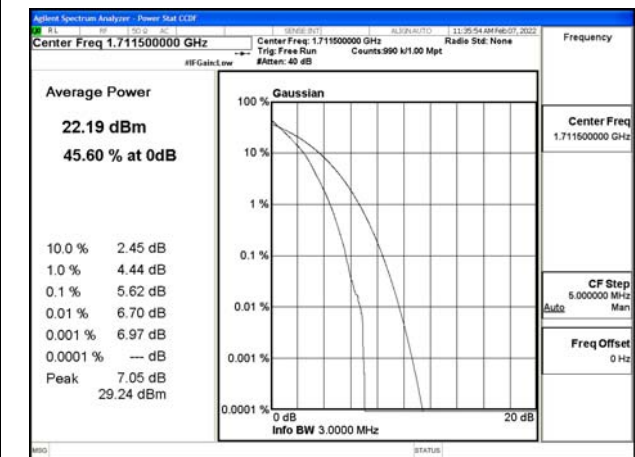 Agilent Spectrum Analyzer - Power Stat CCDF
RL RF 50 Ω AC SENSE:INT ALIGN AUTO 11:35:54 AM Feb 07, 2022
Center Freq 1.711500000 GHz
Center Freq: 1.711500000 GHz Radio Std: None
Trig: Free Run Counts:990 k/1.00 Mpt
#IFGain:Low #Atten: 40 dB
Frequency
Average Power
22.19 dBm
45.60 % at 0dB
10.0 % 2.45 dB
1.0 % 4.44 dB
0.1 % 5.62 dB
0.01 % 6.70 dB
0.001 % 6.97 dB
0.0001 % --- dB
Peak 7.05 dB
29.24 dBm
Gaussian
100 %
10 %
1 %
0.1 %
0.01 %
0.001 %
0.0001 %
0 dB 20 dB
Info BW 3.0000 MHz
Center Freq
1.711500000 GHz
CF Step
5.000000 MHz
Auto Man
Freq Offset
0 Hz
MSG STATUS